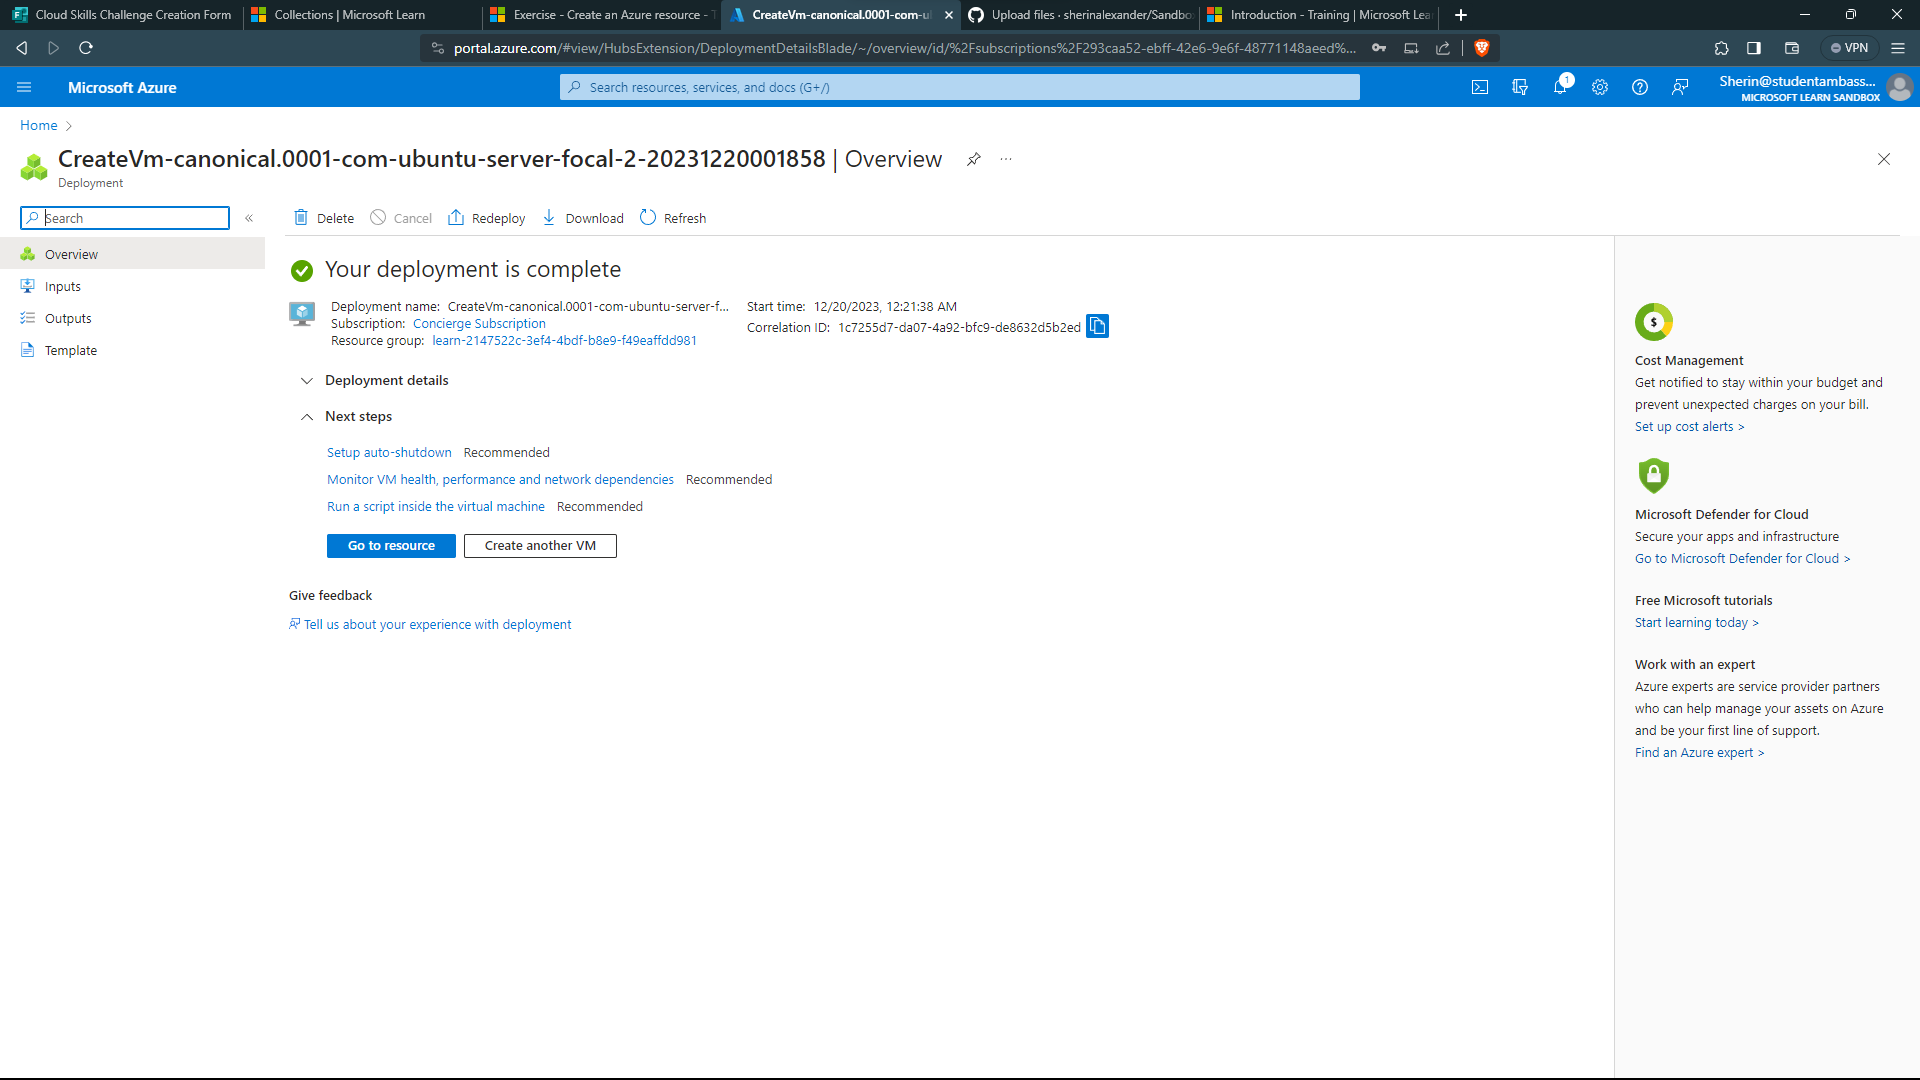 Cloud Skills Challenge Creation Form
Collections | Microsoft Learn
Exercise - Create an Azure resource - T
CreateVm-canonical.0001-com-u
Upload files · sherinalexander/Sandbo
Introduction - Training | Microsoft Lea
portal.azure.com/#view/HubsExtension/DeploymentDetailsBlade/~/overview/id/%2Fsubscriptions%2F293caa52-ebff-42e6-9e6f-48771148aeed%...
VPN
Microsoft Azure
Search resources, services, and docs (G+/)
1
Sherin@studentambass...
MICROSOFT LEARN SANDBOX
Home
CreateVm-canonical.0001-com-ubuntu-server-focal-2-20231220001858 | Overview
...
Deployment
Search
«
Delete
Cancel
Redeploy
Download
Refresh
Overview
Inputs
Outputs
Template
Your deployment is complete
Deployment name: CreateVm-canonical.0001-com-ubuntu-server-f...
Subscription: Concierge Subscription
Resource group: learn-2147522c-3ef4-4bdf-b8e9-f49eaffdd981
Start time: 12/20/2023, 12:21:38 AM
Correlation ID: 1c7255d7-da07-4a92-bfc9-de8632d5b2ed
Deployment details
Next steps
Setup auto-shutdown Recommended
Monitor VM health, performance and network dependencies Recommended
Run a script inside the virtual machine Recommended
Go to resource
Create another VM
Give feedback
Tell us about your experience with deployment
$
Cost Management
Get notified to stay within your budget and
prevent unexpected charges on your bill.
Set up cost alerts >
Microsoft Defender for Cloud
Secure your apps and infrastructure
Go to Microsoft Defender for Cloud >
Free Microsoft tutorials
Start learning today >
Work with an expert
Azure experts are service provider partners
who can help manage your assets on Azure
and be your first line of support.
Find an Azure expert >